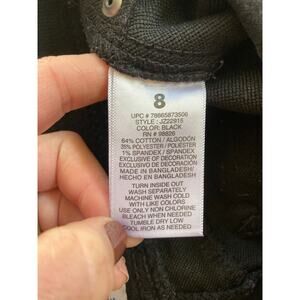 8
UPC # 78665873506
STYLE : JZ22915
COLOR: BLACK
RN # 98826
64% COTTON / ALGODÓN
35% POLYESTER / POLIÉSTER
1% SPANDEX / SPANDEX
EXCLUSIVE OF DECORATION
EXCLUSIVO DE DECORACIÓN
MADE IN BANGLADESH/
HECHO EN BANGLADESH
TURN INSIDE OUT
WASH SEPARATELY
MACHINE WASH COLD
WITH LIKE COLORS
USE ONLY NON CHLORINE
BLEACH WHEN NEEDED
TUMBLE DRY LOW
COOL IRON AS NEEDED